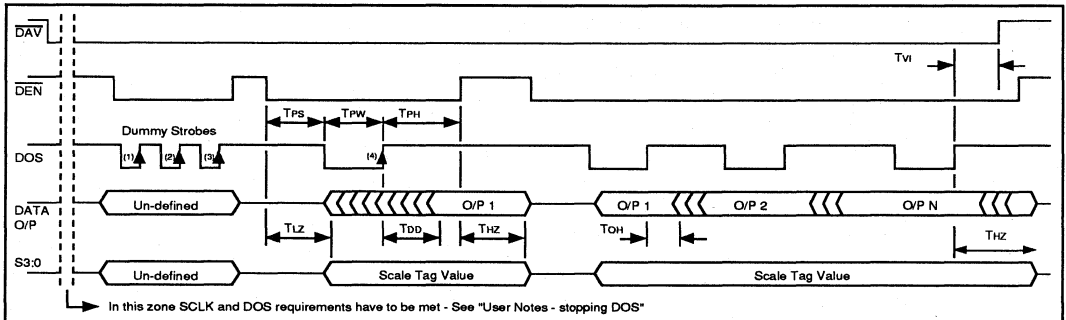 DAV
TVI
DEN
TPS TPW TPH
Dummy Strobes
DOS (1) (2) (3) (4)
DATA O/P
Un-defined O/P 1 O/P 1 O/P 2 O/P N
TLZ TDD THZ TOH THZ
S3:0
Un-defined Scale Tag Value Scale Tag Value
In this zone SCLK and DOS requirements have to be met - See "User Notes - stopping DOS"